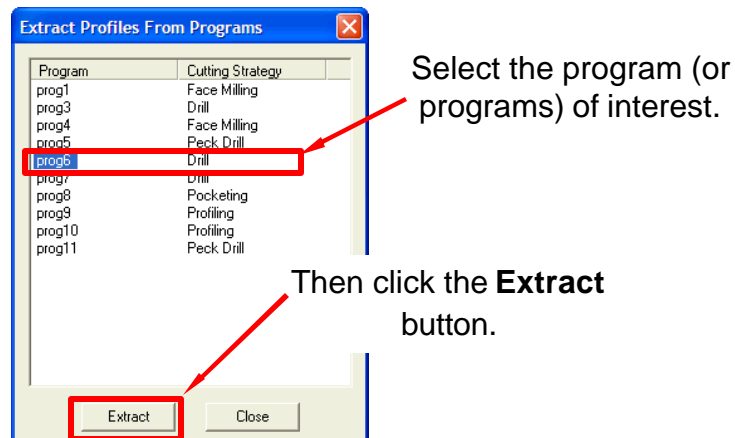 Extract Profiles From Programs
Program Cutting Strategy
prog1 Face Milling
prog3 Drill
prog4 Face Milling
prog5 Peck Drill
prog6 Drill
prog7 Drill
prog8 Pocketing
prog9 Profiling
prog10 Profiling
prog11 Peck Drill
Select the program (or
programs) of interest.
Then click the Extract
button.
Extract Close